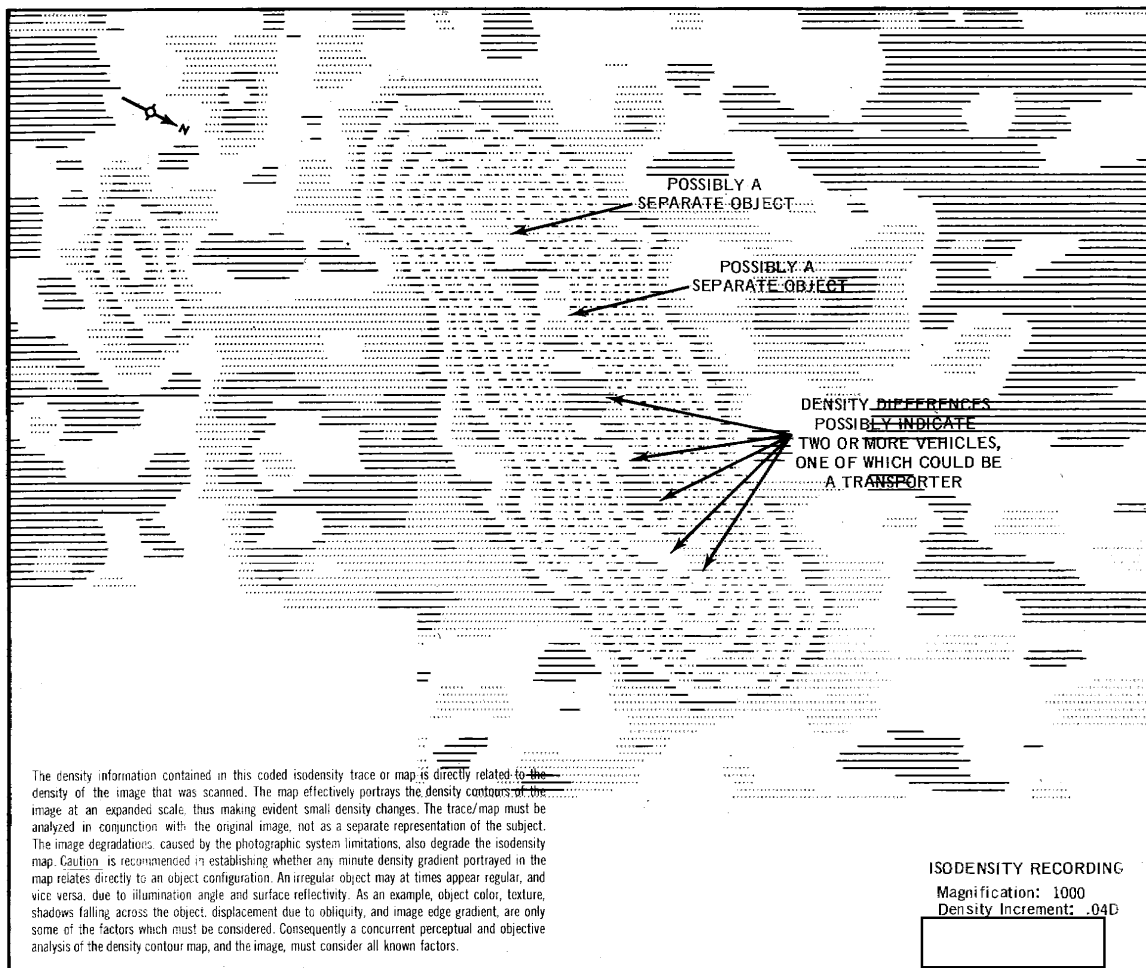 N
POSSIBLY A
SEPARATE OBJECT
POSSIBLY A
SEPARATE OBJECT
DENSITY DIFFERENCES
POSSIBLY INDICATE
TWO OR MORE VEHICLES,
ONE OF WHICH COULD BE
A TRANSPORTER
The density information contained in this coded isodensity trace or map is directly related to the
density of the image that was scanned. The map effectively portrays the density contours of the
image at an expanded scale, thus making evident small density changes. The trace/map must be
analyzed in conjunction with the original image, not as a separate representation of the subject.
The image degradations, caused by the photographic system limitations, also degrade the isodensity
map. Caution is recommended in establishing whether any minute density gradient portrayed in the
map relates directly to an object configuration. An irregular object may at times appear regular, and
vice versa, due to illumination angle and surface reflectivity. As an example, object color, texture,
shadows falling across the object, displacement due to obliquity, and image edge gradient, are only
some of the factors which must be considered. Consequently a concurrent perceptual and objective
analysis of the density contour map, and the image, must consider all known factors.
ISODENSITY RECORDING
Magnification: 1000
Density Increment: .04D